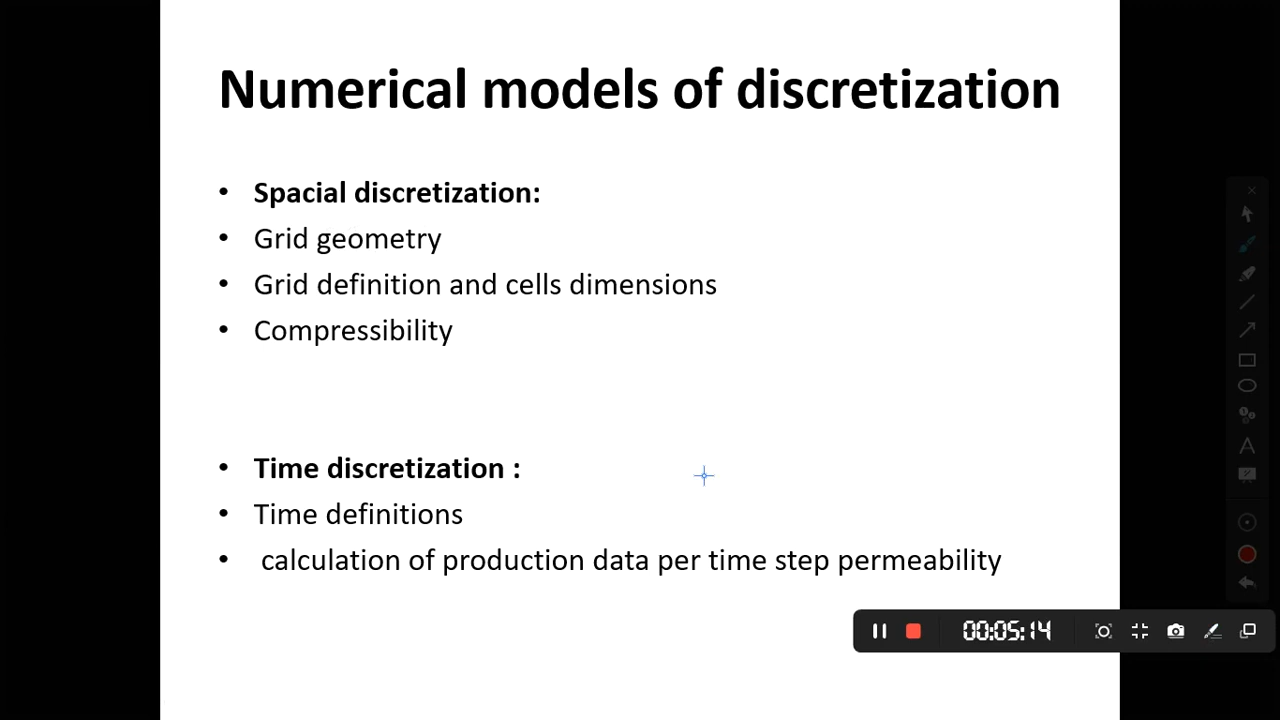 Numerical models of discretization
• Spacial discretization:
• Grid geometry
• Grid definition and cells dimensions
• Compressibility
• Time discretization :
• Time definitions
• calculation of production data per time step permeability
00:05:14